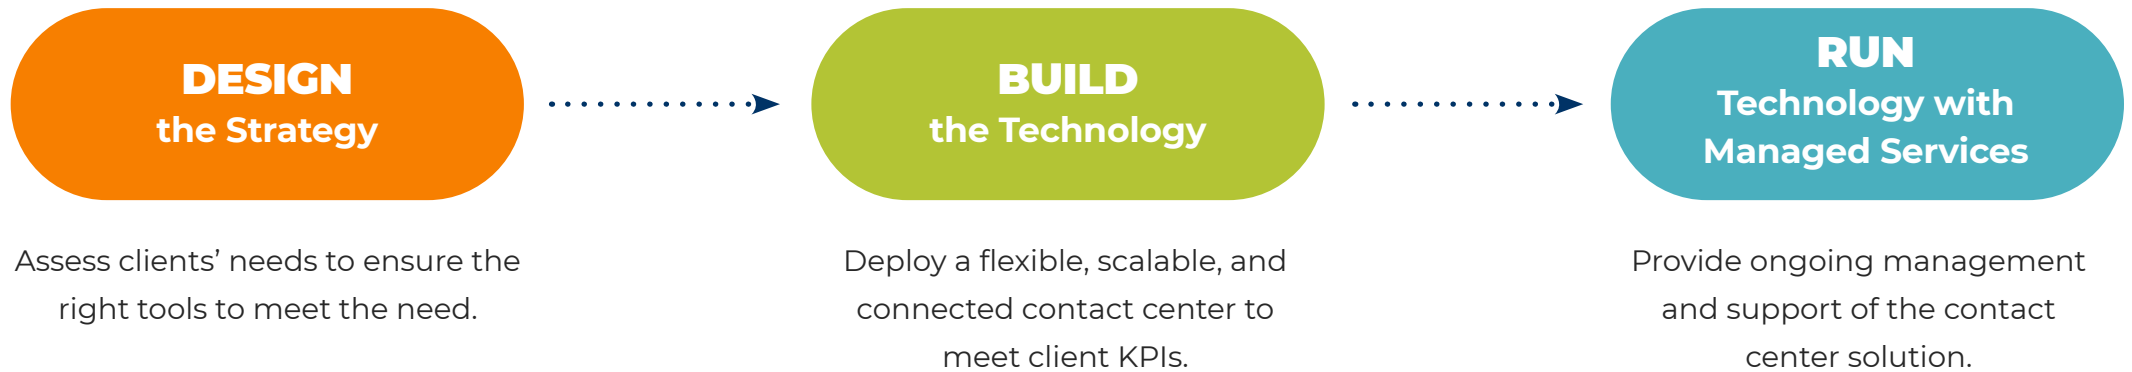 DESIGN
the Strategy
Assess clients’ needs to ensure the
right tools to meet the need.
BUILD
the Technology
Deploy a flexible, scalable, and
connected contact center to
meet client KPIs.
RUN
Technology with
Managed Services
Provide ongoing management
and support of the contact
center solution.